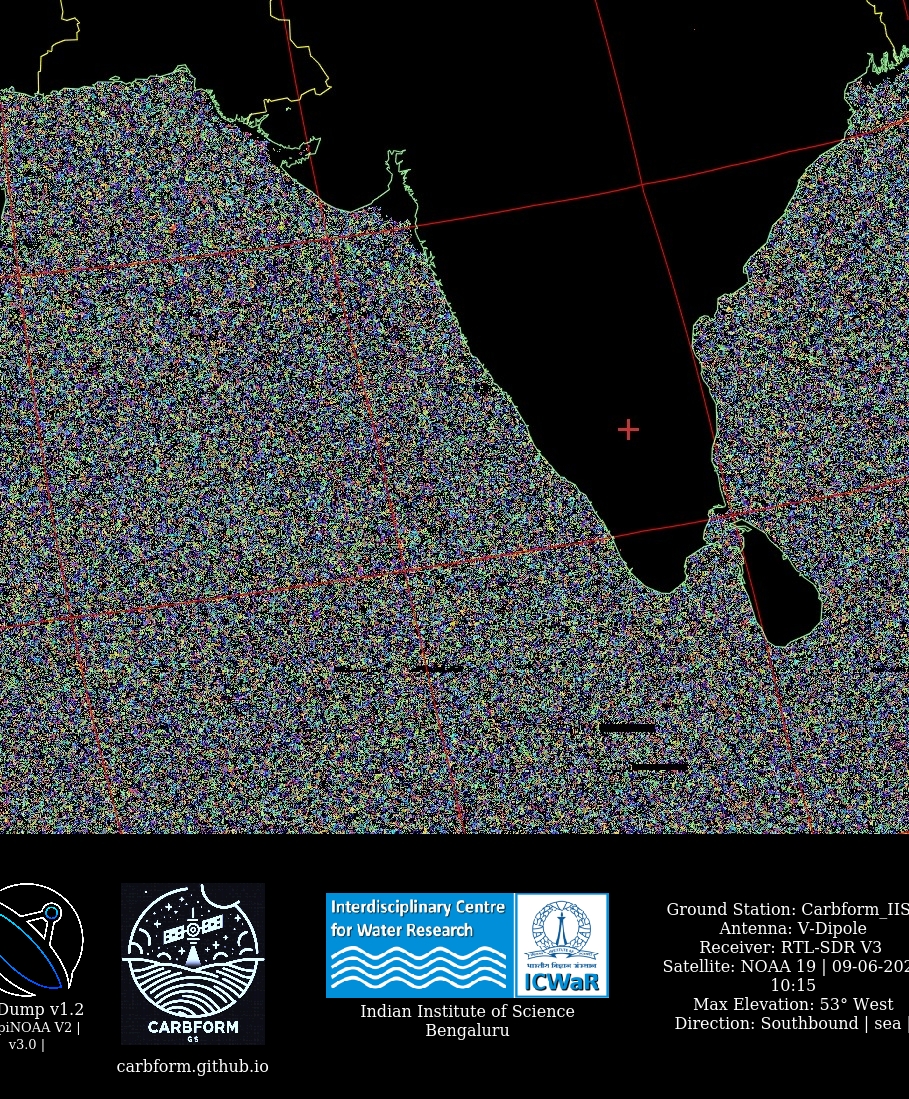 Dump v1.2
piNOAA V2 |
v3.0 |
CARBFORM
GS
carbform.github.io
Interdisciplinary Centre
for Water Research
भारतीय विज्ञान संस्थान
ICWaR
Indian Institute of Science
Bengaluru
Ground Station: Carbform_IIS
Antenna: V-Dipole
Receiver: RTL-SDR V3
Satellite: NOAA 19 | 09-06-202
10:15
Max Elevation: 53° West
Direction: Southbound | sea |